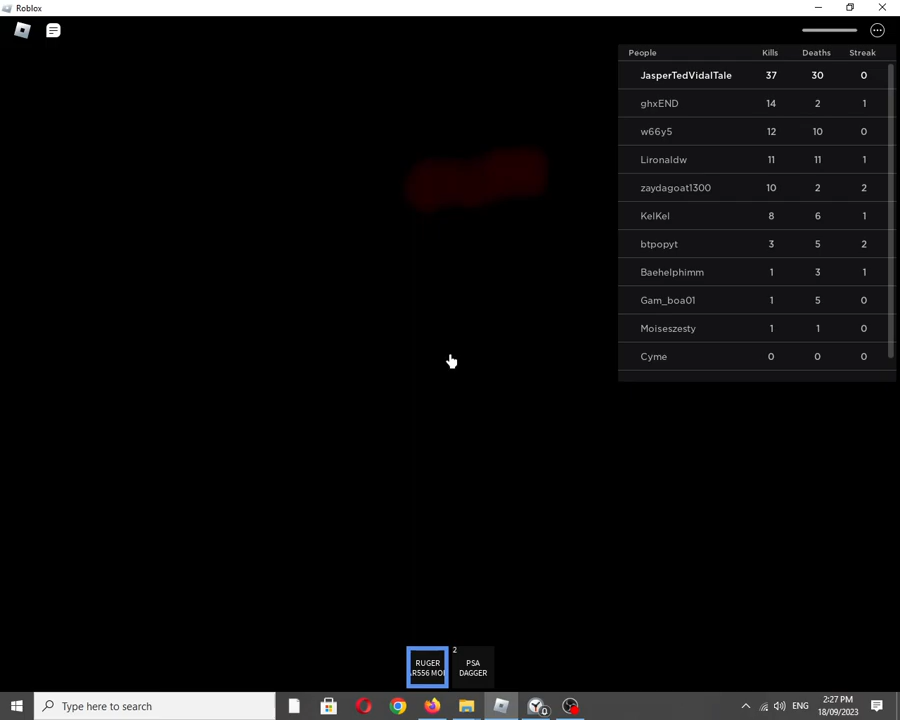 Roblox
People Kills Deaths Streak
JasperTedVidalTale 37 30 0
ghxEND 14 2 1
w66y5 12 10 0
Lironaldw 11 11 1
zaydagoat1300 10 2 2
KelKel 8 6 1
btpopyt 3 5 2
Baehelphimm 1 3 1
Gam_boa01 1 5 0
Moiseszesty 1 1 0
Cyme 0 0 0
RUGER
AR556 MO
2
PSA
DAGGER
Type here to search
ENG
2:27 PM
18/09/2023